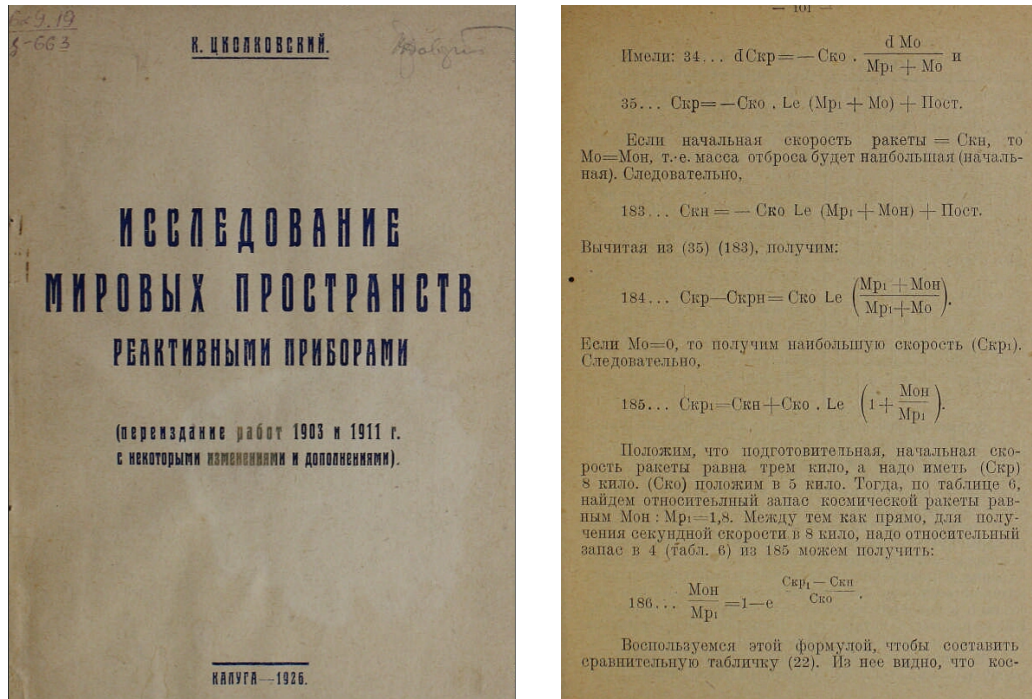 К. ЦИОЛКОВСКИЙ.
ИССЛЕДОВАНИЕ
МИРОВЫХ ПРОСТРАНСТВ
РЕАКТИВНЫМИ ПРИБОРАМИ
(переиздание работ 1903 и 1911 г.
с некоторыми изменениями и дополнениями).
КАЛУГА—1926.
— 101 —
Имели: 34... dСкр=— Ско . d Мо / Мр₁ + Мо и
35... Скр=—Ско . Le (Мр₁ + Мо) + Пост.
Если начальная скорость ракеты = Скн, то
Мо=Мон, т.-е. масса отброса будет наибольшая (началь-
ная). Следовательно,
183... Скн = — Ско Le (Мр₁ + Мон) + Пост.
Вычитая из (35) (183), получим:
184... Скр—Скрн= Ско Le (Мр₁ + Мон / Мр₁+Мо).
Если Мо=0, то получим наибольшую скорость (Скр₁).
Следовательно,
185... Скр₁=Скн+Ско . Le (1+ Мон / Мр₁).
Положим, что подготовительная, начальная ско-
рость ракеты равна трем кило, а надо иметь (Скр)
8 кило. (Ско) положим в 5 кило. Тогда, по таблице 6,
найдем относитеьлный запас космической ракеты рав-
ным Мон : Мр₁=1,8. Между тем как прямо, для полу-
чения секундной скорости в 8 кило, надо относительный
запас в 4 (табл. 6) из 185 можем получить:
186... Мон / Мр₁ =1—e Скр₁ — Скн / Ско .
Воспользуемся этой формулой, чтобы составить
сравнительную табличку (22). Из нее видно, что кос-